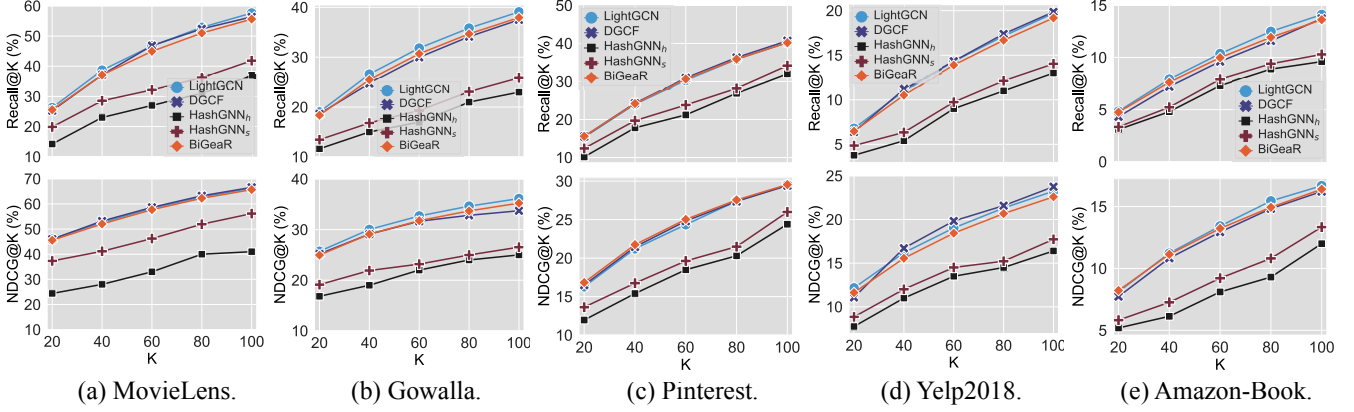 Recall@K (%)
60
50
40
30
20
10
LightGCN
DGCF
HashGNNₕ
HashGNNₛ
BiGeaR
NDCG@K (%)
70
60
50
40
30
20
10
20 40 60 80 100
K
(a) MovieLens.
Recall@K (%)
40
30
20
10
LightGCN
DGCF
HashGNNₕ
HashGNNₛ
BiGeaR
NDCG@K (%)
40
30
20
10
20 40 60 80 100
K
(b) Gowalla.
Recall@K (%)
50
40
30
20
10
LightGCN
DGCF
HashGNNₕ
HashGNNₛ
BiGeaR
NDCG@K (%)
30
25
20
15
10
20 40 60 80 100
K
(c) Pinterest.
Recall@K (%)
20
15
10
5
LightGCN
DGCF
HashGNNₕ
HashGNNₛ
BiGeaR
NDCG@K (%)
25
20
15
10
20 40 60 80 100
K
(d) Yelp2018.
Recall@K (%)
15
10
5
0
LightGCN
DGCF
HashGNNₕ
HashGNNₛ
BiGeaR
NDCG@K (%)
15
10
5
20 40 60 80 100
K
(e) Amazon-Book.